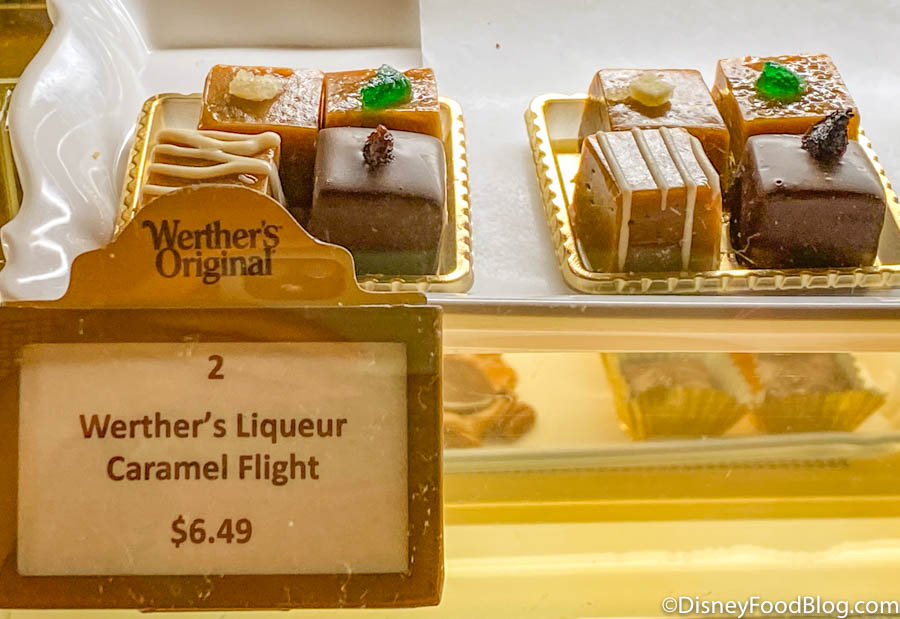 Werther's
Original
2
Werther's Liqueur
Caramel Flight
$6.49
©DisneyFoodBlog.com